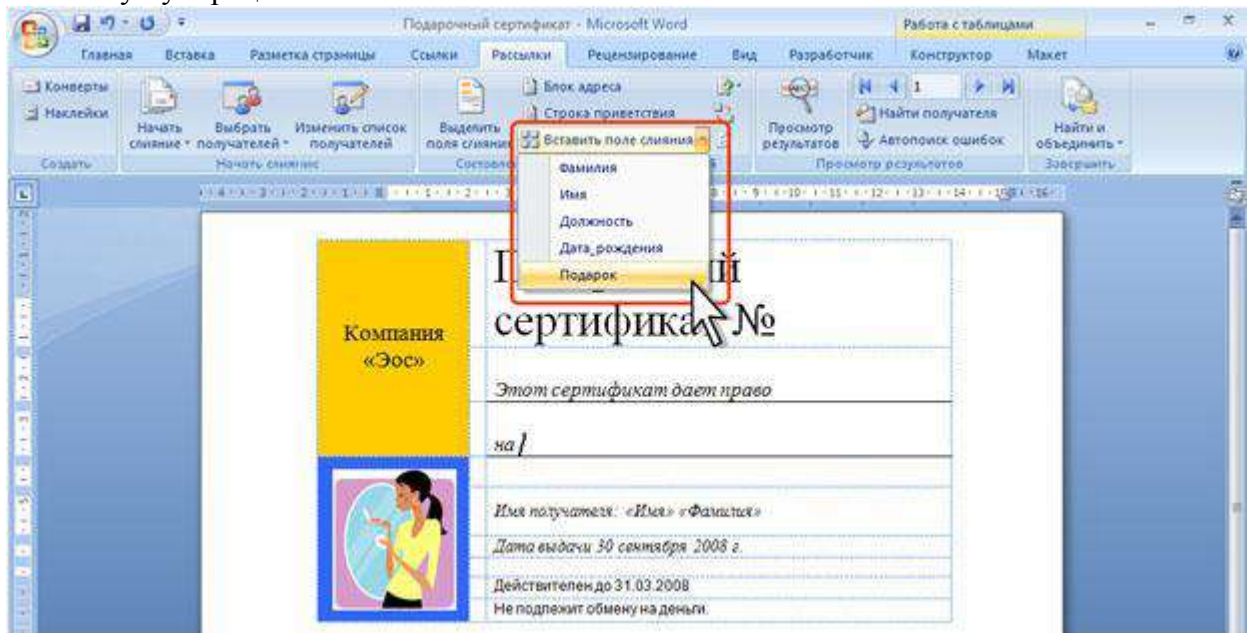 Подарочный сертификат - Microsoft Word
Работа с таблицами
Главная Вставка Разметка страницы Ссылки Рассылки Рецензирование Вид Разработчик Конструктор Макет
Конверты
Наклейки
Создать
Начать слияние
Выбрать получателей
Изменить список получателей
Начать слияние
Выделить поля слияния
Блок адреса
Строка приветствия
Вставить поле слияния
Фамилия
Имя
Должность
Дата_рождения
Подарок
Просмотр результатов
1
Найти получателя
Автопоиск ошибок
Просмотр результатов
Найти и объединить
Завершить
Компания
«Эос»
сертификат №
Этот сертификат дает право
на
Имя получателя: «Имя» «Фамилия»
Дата выдачи 30 сентября 2008 г.
Действителен до 31.03.2008
Не подлежит обмену на деньги.